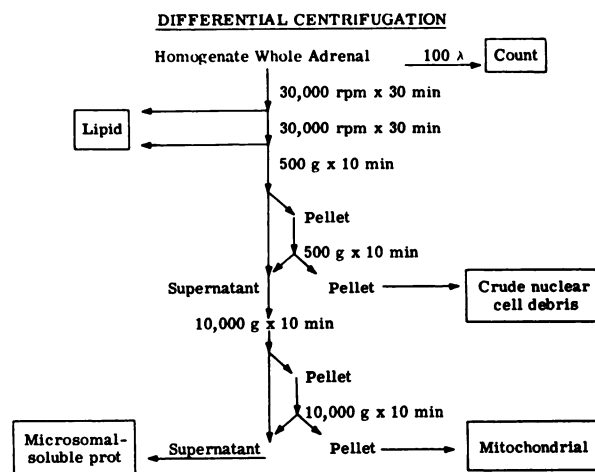 DIFFERENTIAL CENTRIFUGATION
Homogenate Whole Adrenal
100 λ
Count
30,000 rpm x 30 min
Lipid
30,000 rpm x 30 min
500 g x 10 min
Pellet
500 g x 10 min
Supernatant
Pellet
Crude nuclear
cell debris
10,000 g x 10 min
Pellet
10,000 g x 10 min
Microsomal-
soluble prot
Supernatant
Pellet
Mitochondrial